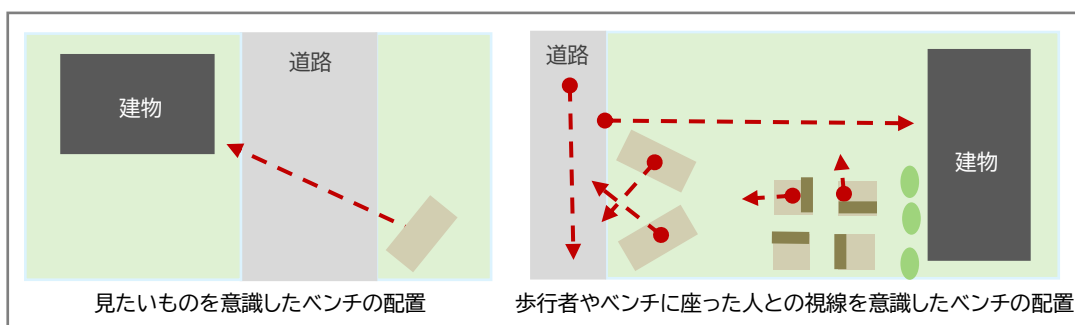 建物
道路
見たいものを意識したベンチの配置
道路
建物
歩行者やベンチに座った人との視線を意識したベンチの配置